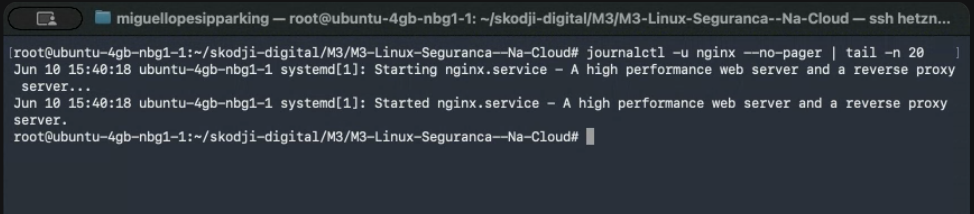 miguellopesipparking — root@ubuntu-4gb-nbg1-1: ~/skodji-digital/M3/M3-Linux-Seguranca--Na-Cloud — ssh hetzn...
[root@ubuntu-4gb-nbg1-1:~/skodji-digital/M3/M3-Linux-Seguranca--Na-Cloud# journalctl -u nginx --no-pager | tail -n 20 ]
Jun 10 15:40:18 ubuntu-4gb-nbg1-1 systemd[1]: Starting nginx.service - A high performance web server and a reverse proxy
server...
Jun 10 15:40:18 ubuntu-4gb-nbg1-1 systemd[1]: Started nginx.service - A high performance web server and a reverse proxy
server.
root@ubuntu-4gb-nbg1-1:~/skodji-digital/M3/M3-Linux-Seguranca--Na-Cloud#